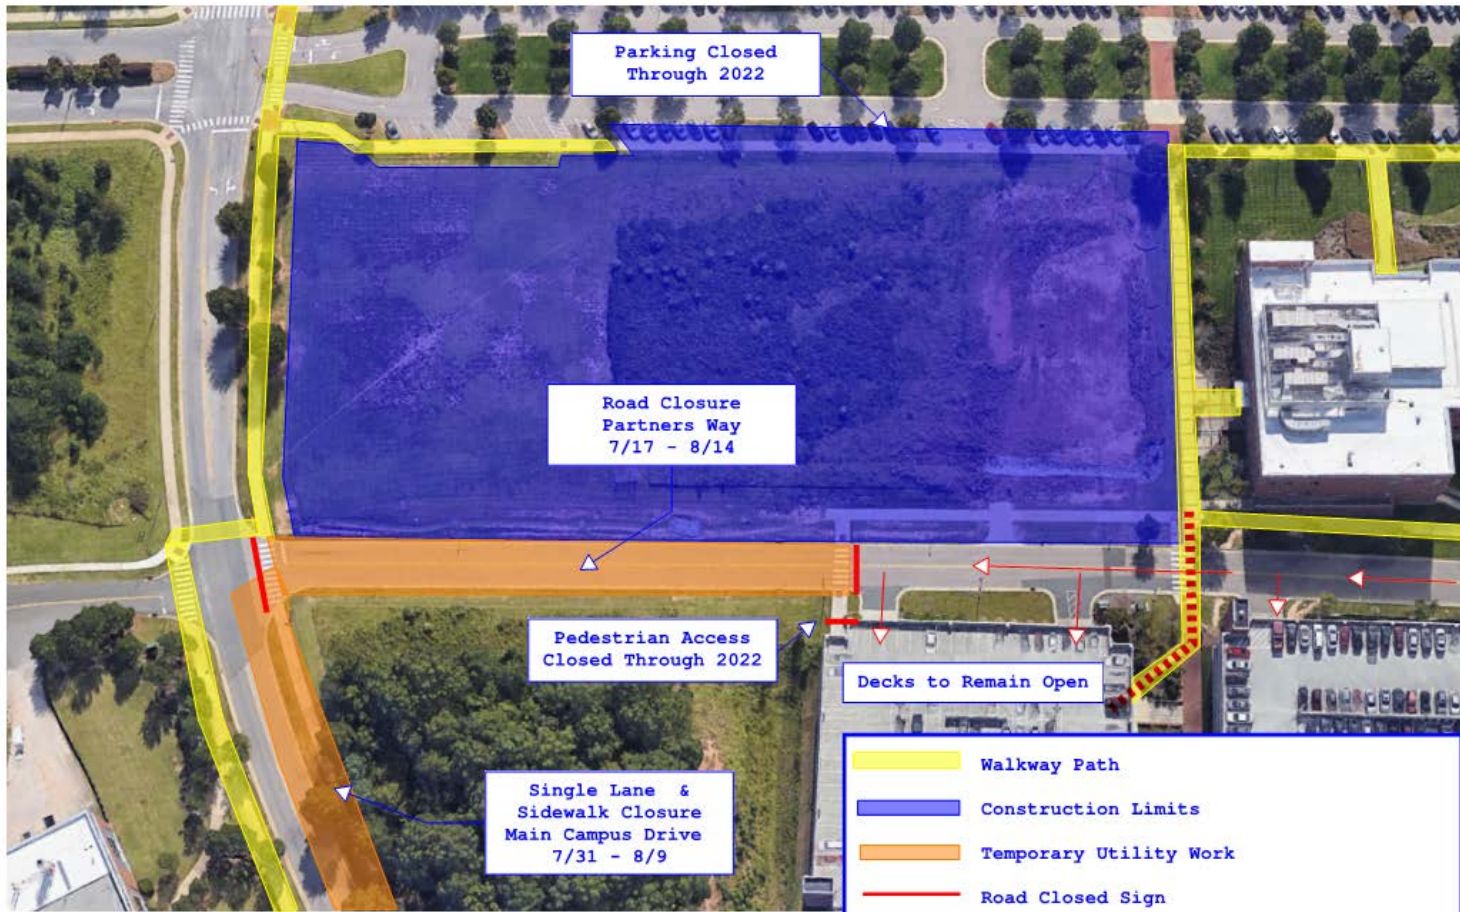 Parking Closed
Through 2022
Road Closure
Partners Way
7/17 - 8/14
Pedestrian Access
Closed Through 2022
Decks to Remain Open
Single Lane &
Sidewalk Closure
Main Campus Drive
7/31 - 8/9
Walkway Path
Construction Limits
Temporary Utility Work
Road Closed Sign